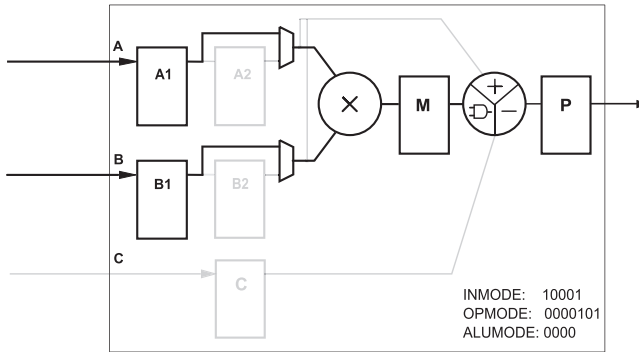 A
A1
A2
B
B1
B2
C
C
×
M
+
−
P
INMODE: 10001
OPMODE: 0000101
ALUMODE: 0000